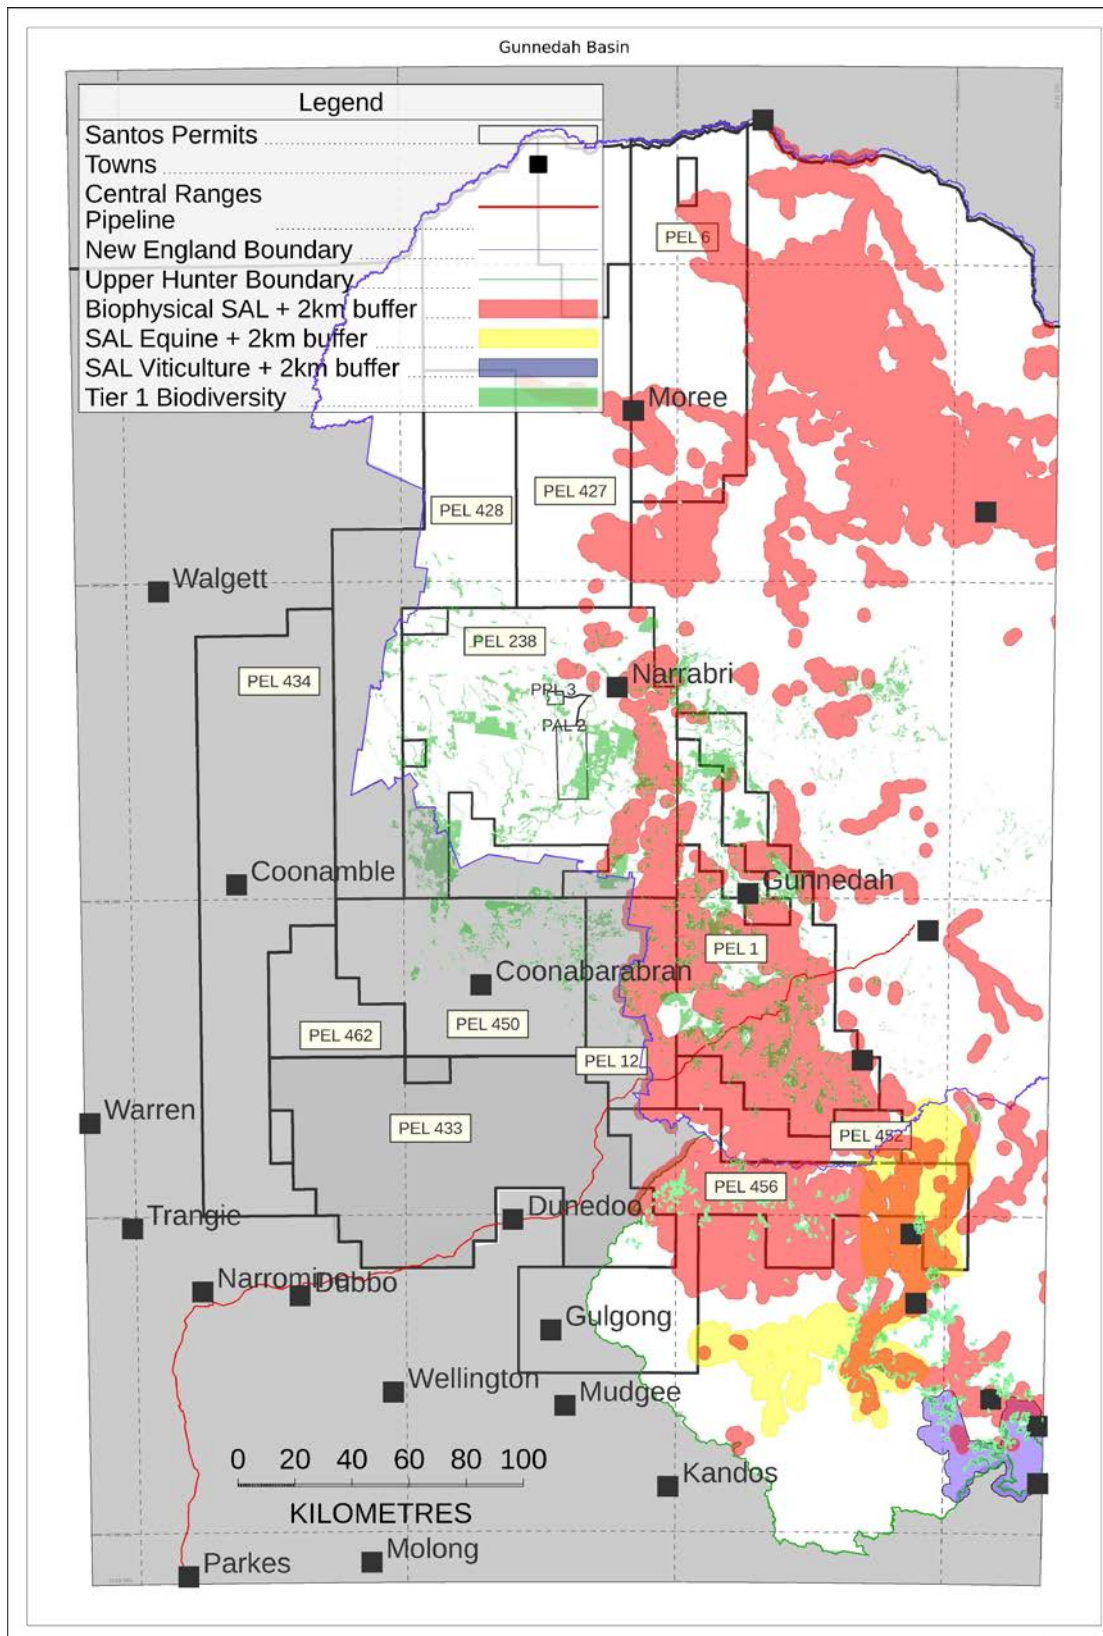 Gunnedah Basin
Legend
Santos Permits
Towns
Central Ranges
Pipeline
New England Boundary
Upper Hunter Boundary
Biophysical SAL + 2km buffer
SAL Equine + 2km buffer
SAL Viticulture + 2km buffer
Tier 1 Biodiversity
PEL 6
Moree
PEL 427
PEL 428
Walgett
PEL 238
PEL 434
Narrabri
PPL 3
PAL 2
Coonamble
Gunnedah
PEL 1
Coonabarabran
PEL 450
PEL 462
PEL 12
Warren
PEL 433
PEL 452
PEL 456
Trangie
Dunedoo
Narromine
Dubbo
Gulgong
Wellington
Mudgee
0 20 40 60 80 100
KILOMETRES
Kandos
Molong
Parkes